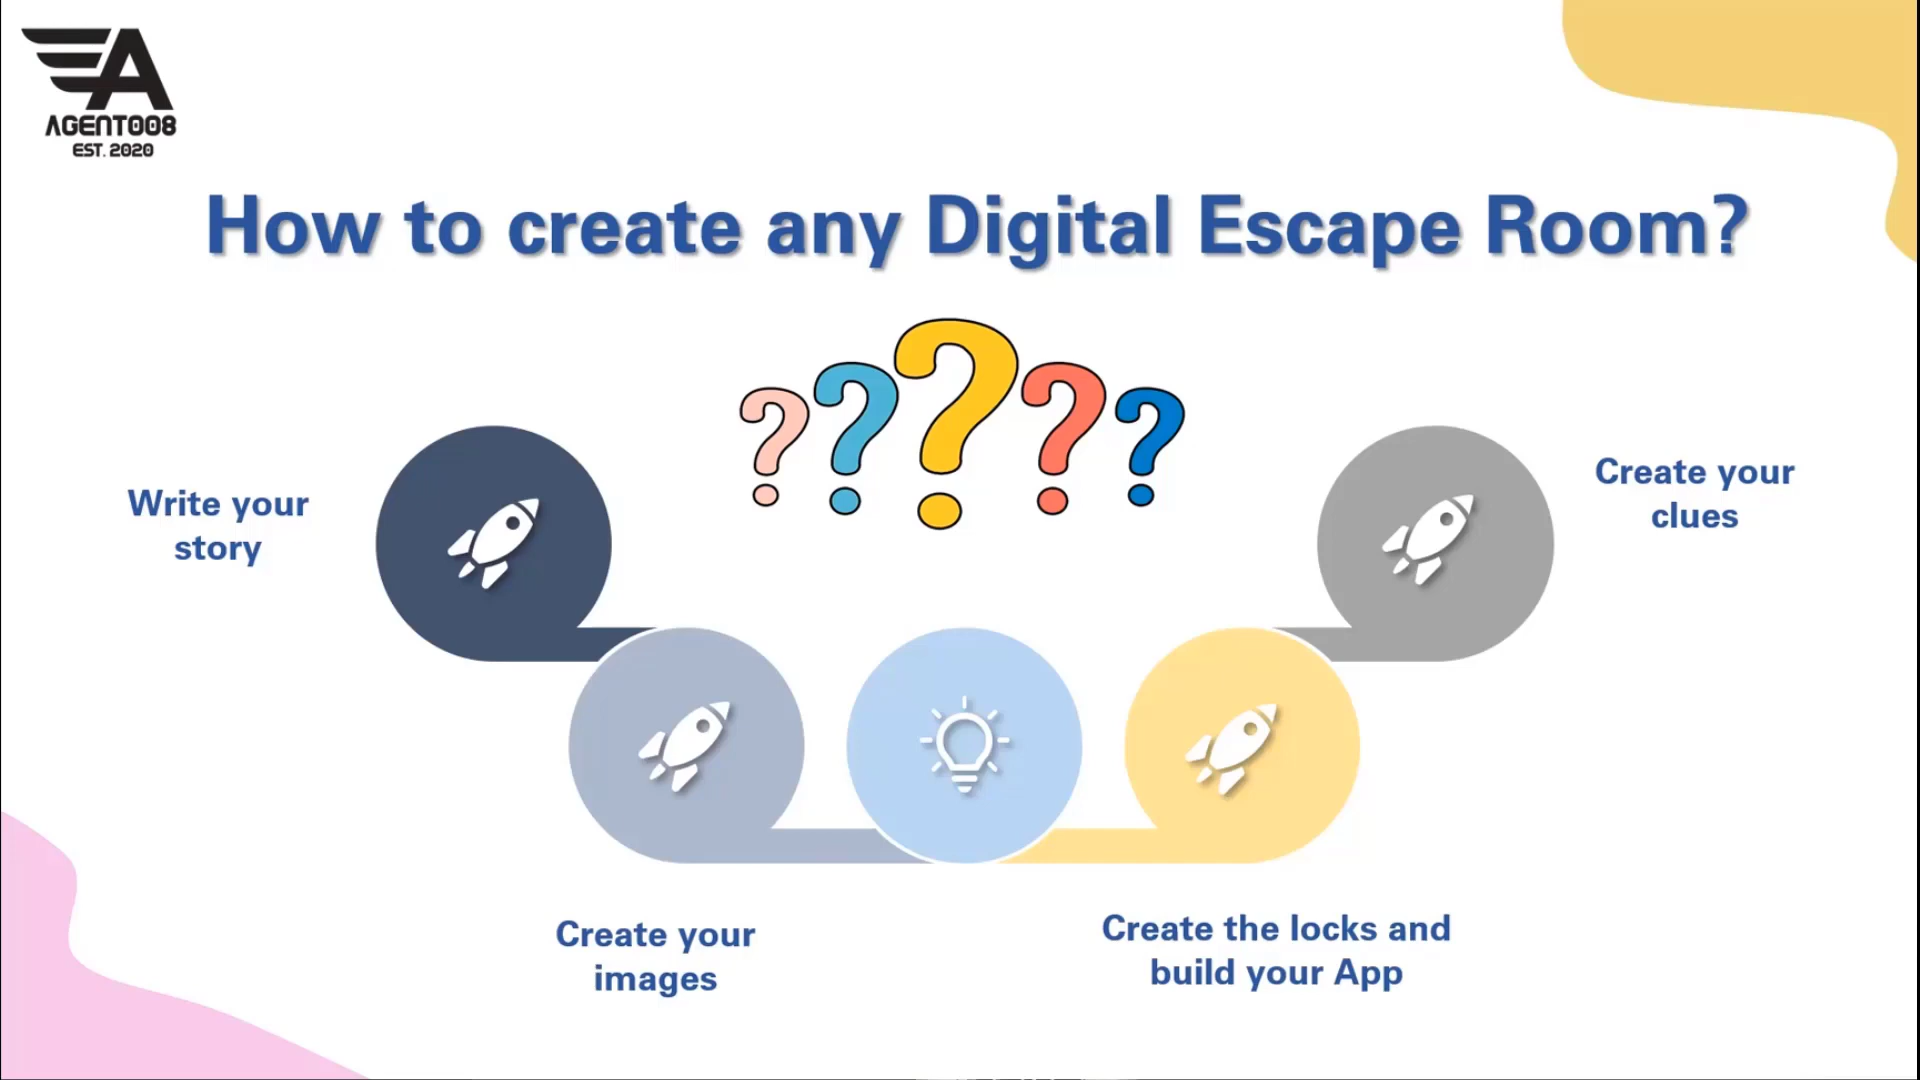 AGENT008
EST. 2020
How to create any Digital Escape Room?
Write your
story
Create your
clues
Create your
images
Create the locks and
build your App